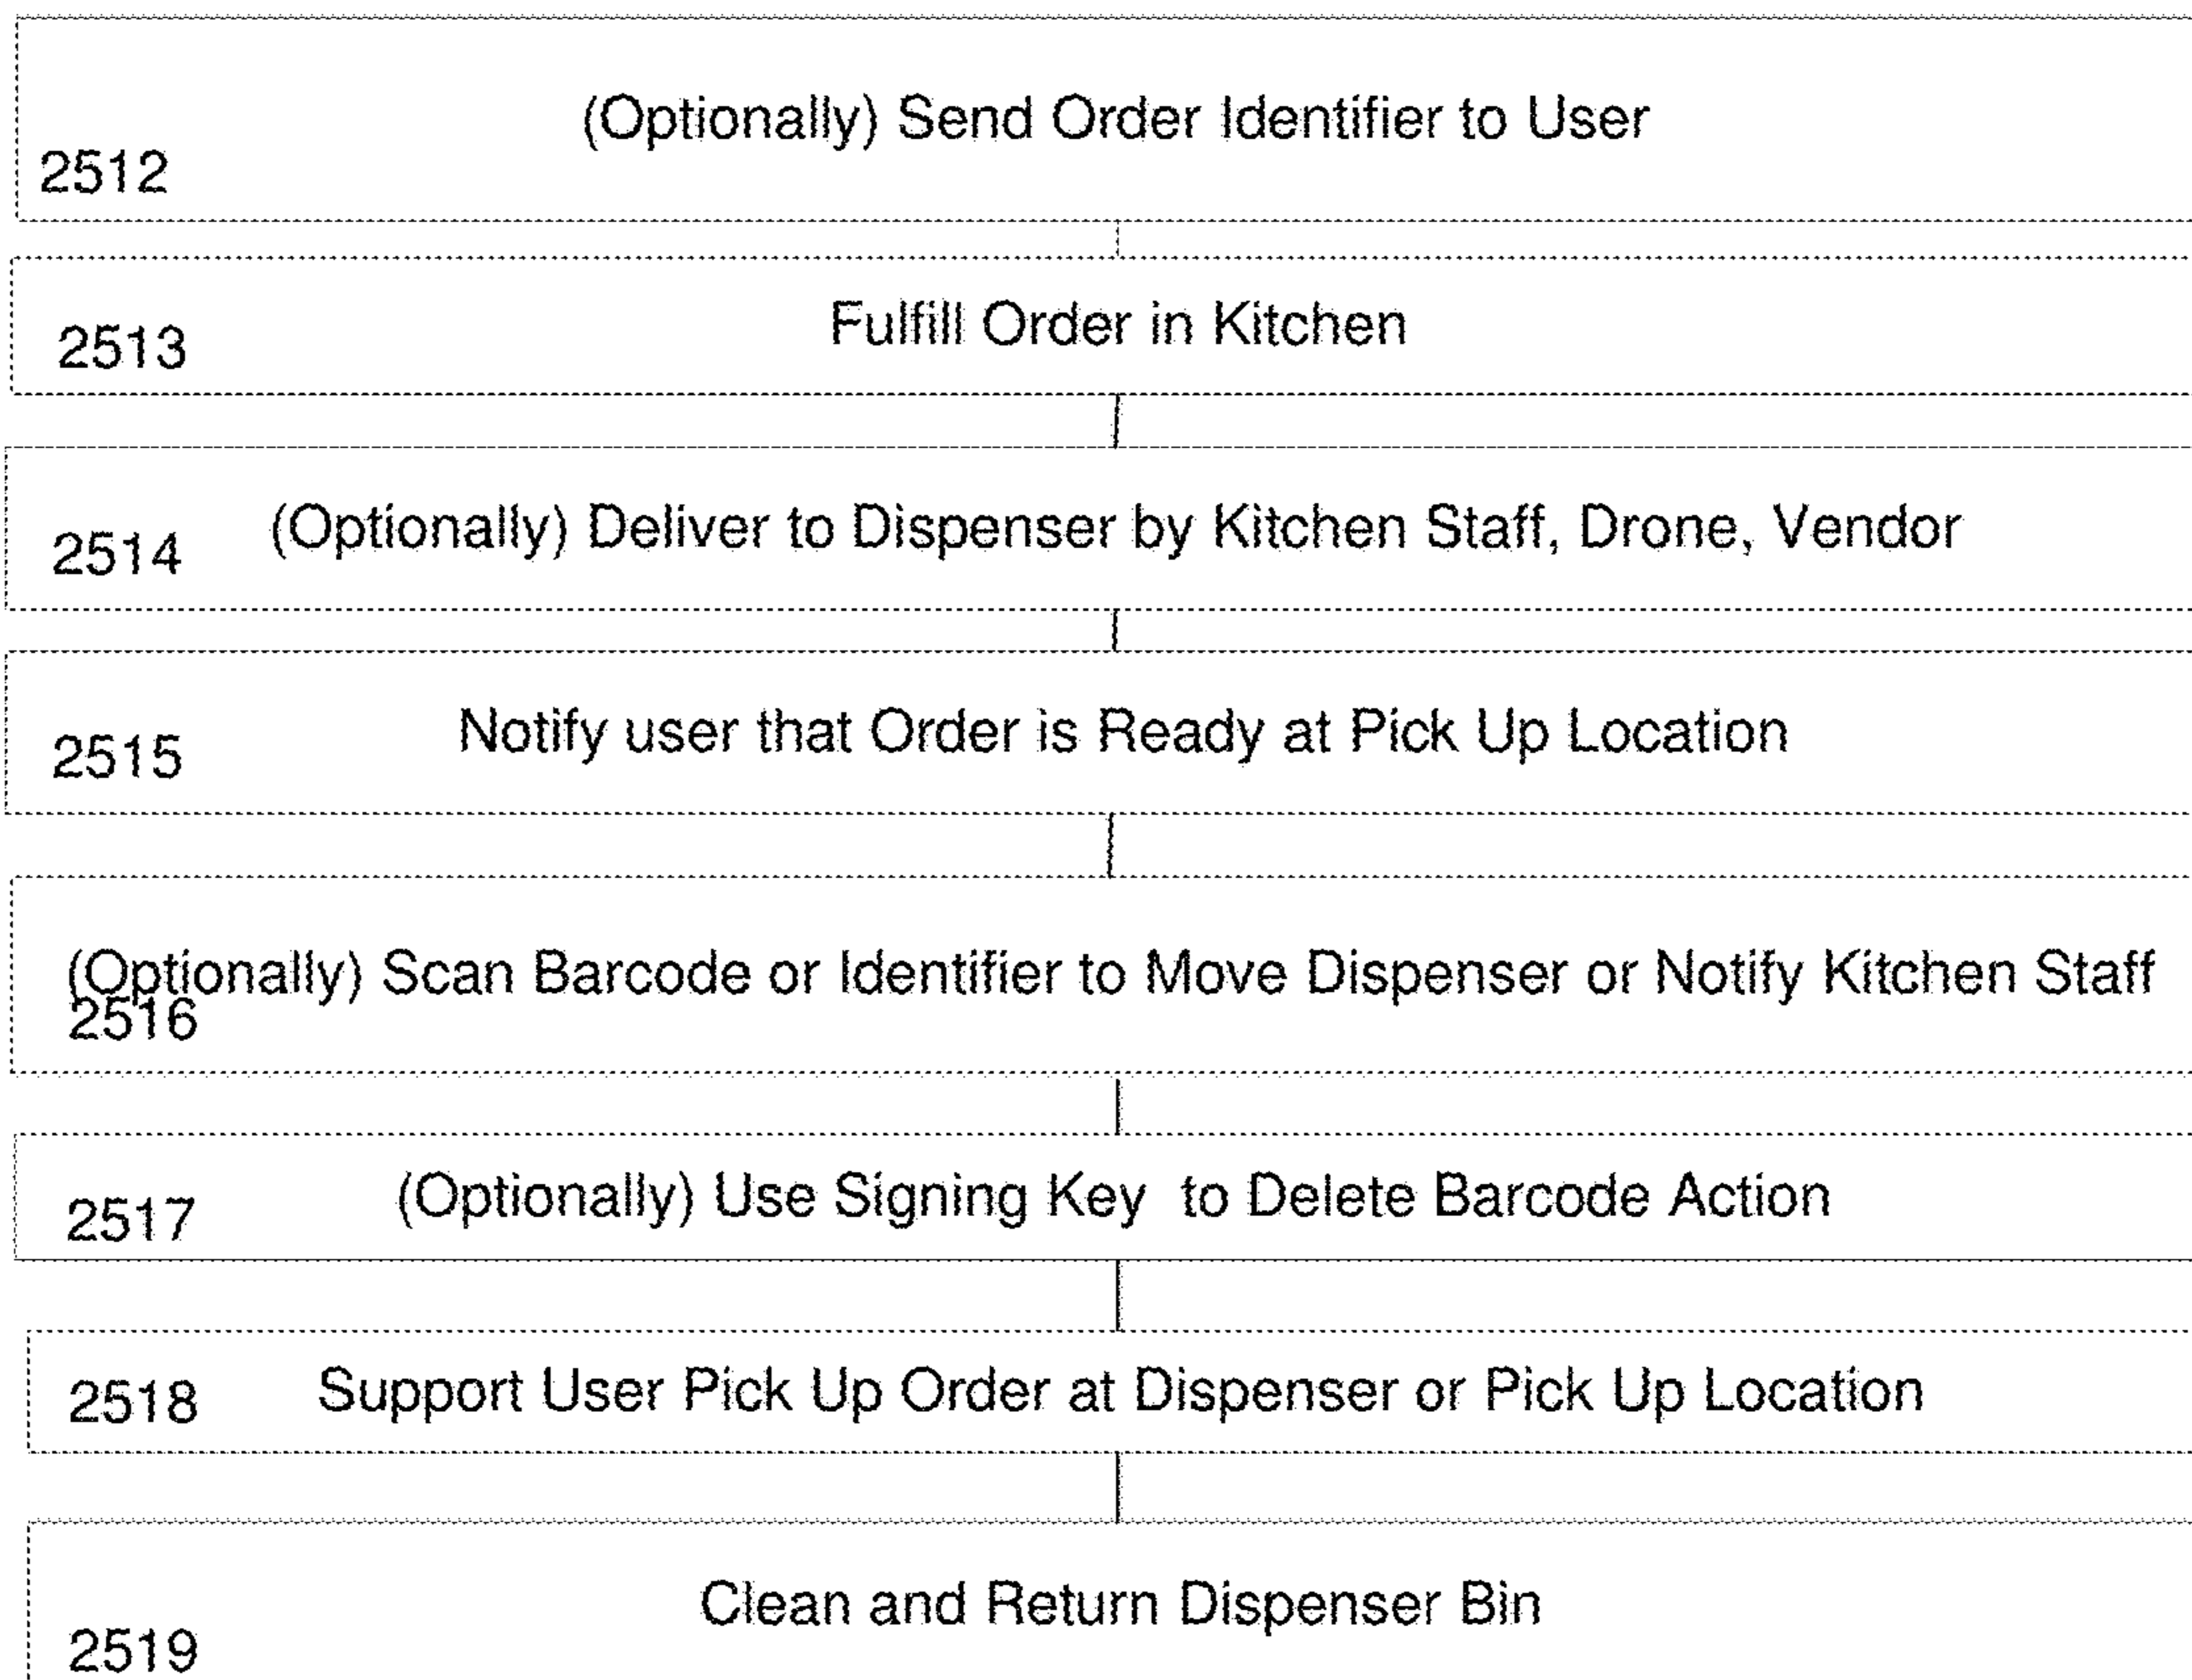 (Optionally) Send Order Identifier to User
2512
Fulfill Order in Kitchen
2513
(Optionally) Deliver to Dispenser by Kitchen Staff, Drone, Vendor
2514
Notify user that Order is Ready at Pick Up Location
2515
(Optionally) Scan Barcode or Identifier to Move Dispenser or Notify Kitchen Staff
2516
(Optionally) Use Signing Key to Delete Barcode Action
2517
Support User Pick Up Order at Dispenser or Pick Up Location
2518
Clean and Return Dispenser Bin
2519